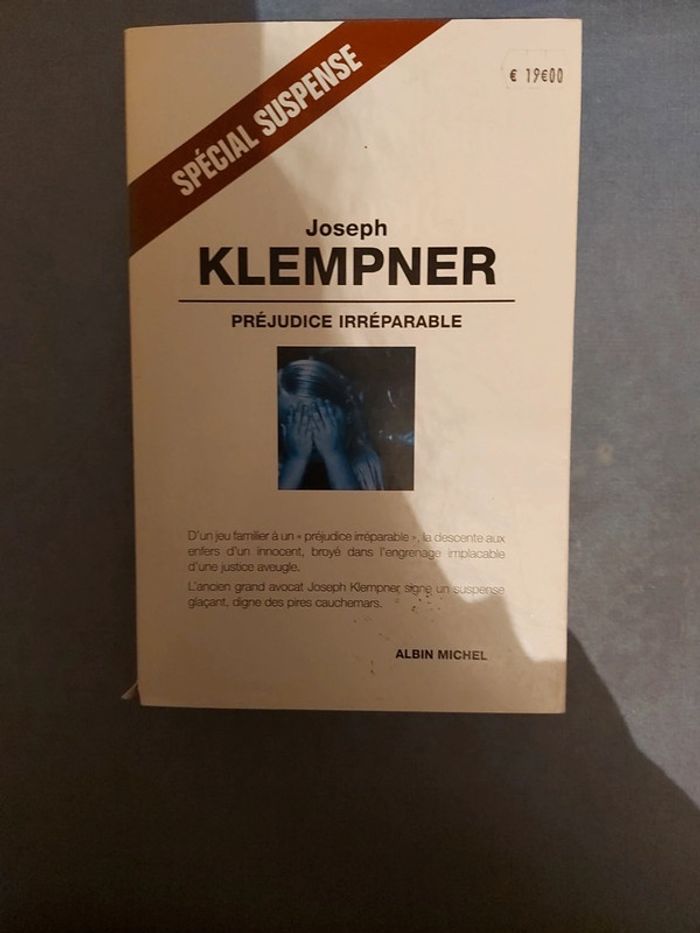 SPÉCIAL SUSPENSE
€ 19€00
Joseph
KLEMPNER
PRÉJUDICE IRRÉPARABLE
D'un jeu familier à un « préjudice irréparable », la descente aux
enfers d'un innocent, broyé dans l'engrenage implacable
d'une justice aveugle.
L'ancien grand avocat Joseph Klempner, signe un suspense
glaçant, digne des pires cauchemars.
ALBIN MICHEL